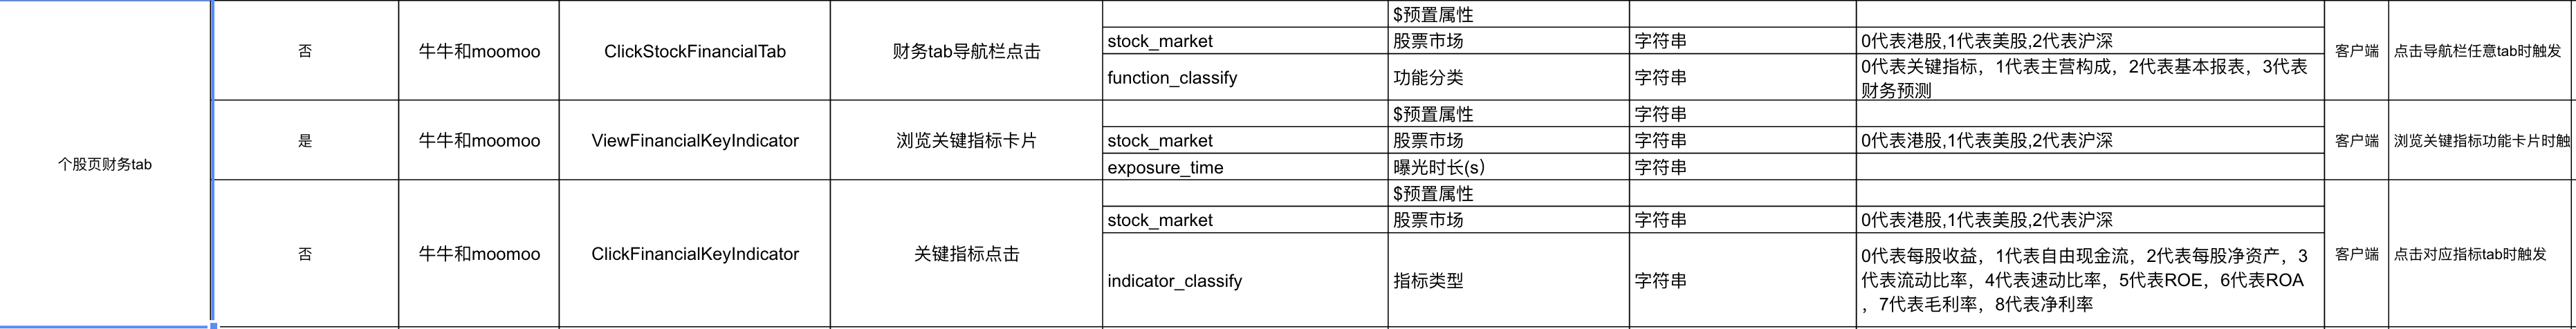 个股页财务tab
否
牛牛和moomoo
ClickStockFinancialTab
财务tab导航栏点击
$预置属性
stock_market
股票市场
字符串
0代表港股,1代表美股,2代表沪深
function_classify
功能分类
字符串
0代表关键指标，1代表主营构成，2代表基本报表，3代表
财务预测
客户端
点击导航栏任意tab时触发
是
牛牛和moomoo
ViewFinancialKeyIndicator
浏览关键指标卡片
$预置属性
字符串
stock_market
股票市场
字符串
0代表港股,1代表美股,2代表沪深
exposure_time
曝光时长(s）
字符串
客户端
浏览关键指标功能卡片时触
否
牛牛和moomoo
ClickFinancialKeyIndicator
关键指标点击
$预置属性
stock_market
股票市场
字符串
0代表港股,1代表美股,2代表沪深
indicator_classify
指标类型
字符串
0代表每股收益，1代表自由现金流，2代表每股净资产，3
代表流动比率，4代表速动比率，5代表ROE，6代表ROA
，7代表毛利率，8代表净利率
客户端
点击对应指标tab时触发